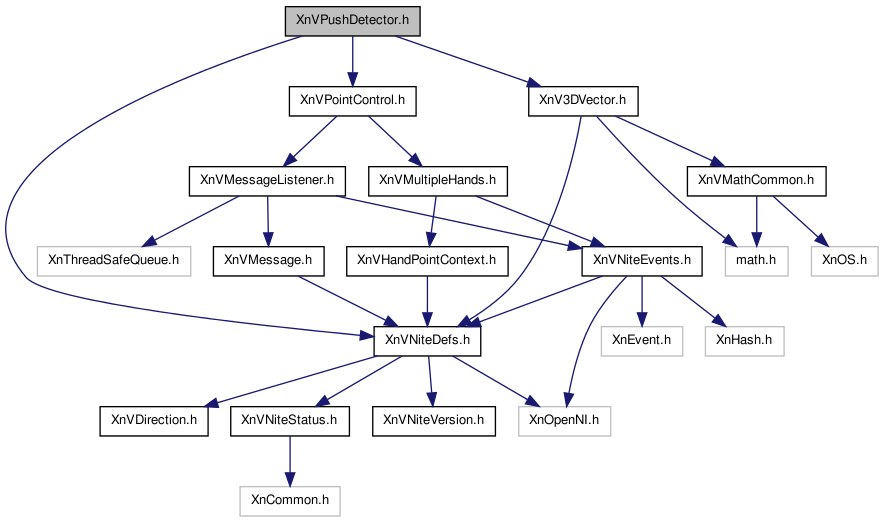 XnVPushDetector.h
XnVPointControl.h
XnV3DVector.h
XnVMessageListener.h
XnVMultipleHands.h
XnVMathCommon.h
XnThreadSafeQueue.h
XnVMessage.h
XnVHandPointContext.h
XnVNiteEvents.h
math.h
XnOS.h
XnVNiteDefs.h
XnEvent.h
XnHash.h
XnVDirection.h
XnVNiteStatus.h
XnVNiteVersion.h
XnOpenNI.h
XnCommon.h